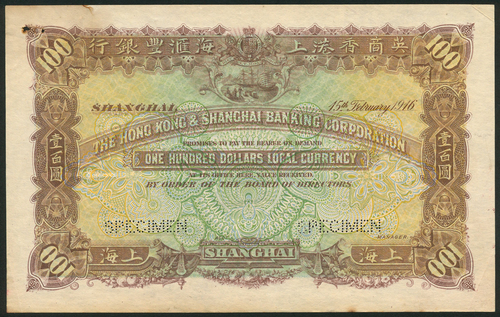 英商香港上海滙豐銀行
100
100
SHANGHAI,
15th February, 1916
THE HONG KONG & SHANGHAI BANKING CORPORATION
PROMISES TO PAY THE BEARER ON DEMAND
ONE HUNDRED DOLLARS LOCAL CURRENCY
AT ITS OFFICE HERE, VALUE RECEIVED.
BY ORDER OF THE BOARD OF DIRECTORS
壹百圓
壹百圓
SPECIMEN
SPECIMEN
MANAGER.
SHANGHAI
上海
上海
100
100